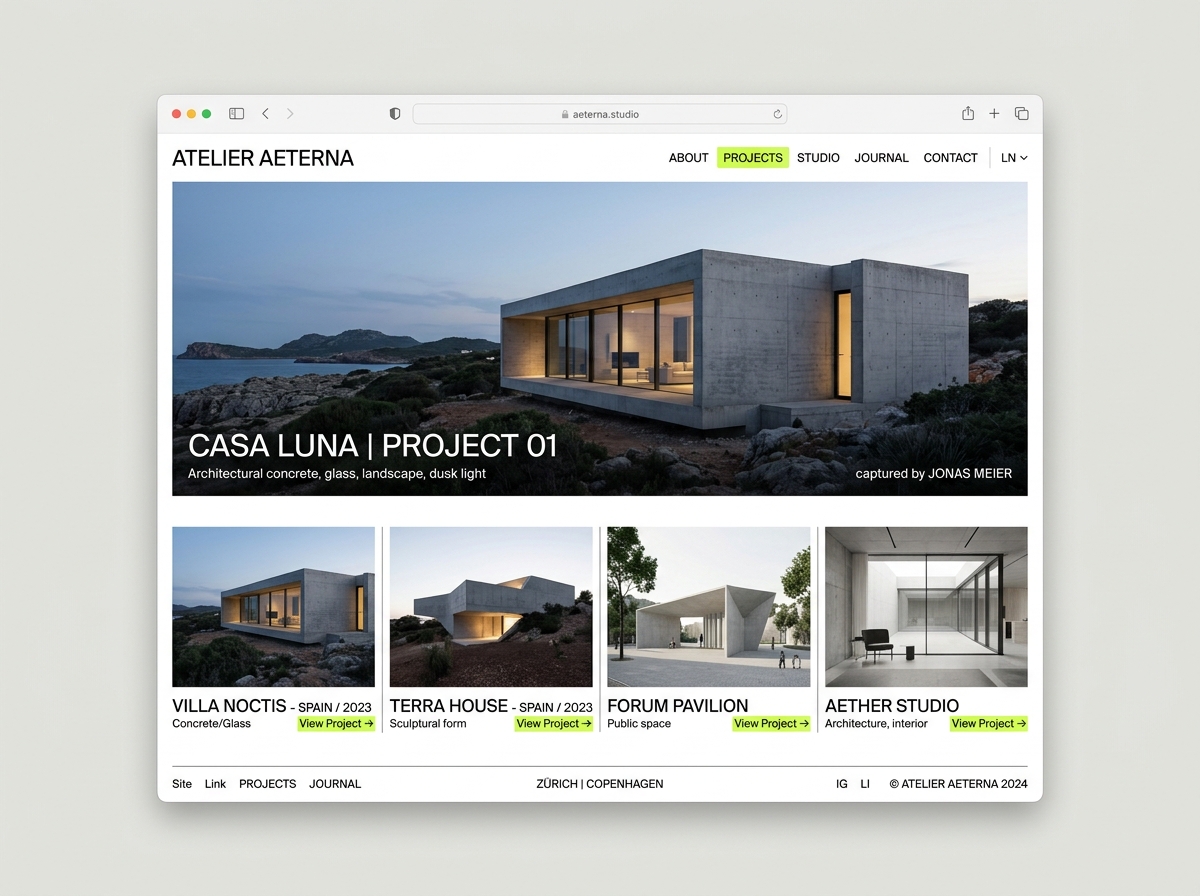 aeterna.studio
ATELIER AETERNA
ABOUT PROJECTS STUDIO JOURNAL CONTACT LN
CASA LUNA | PROJECT 01
Architectural concrete, glass, landscape, dusk light
captured by JONAS MEIER
VILLA NOCTIS - SPAIN / 2023
Concrete/Glass View Project →
TERRA HOUSE - SPAIN / 2023
Sculptural form View Project →
FORUM PAVILION
Public space View Project →
AETHER STUDIO
Architecture, interior View Project →
Site Link PROJECTS JOURNAL ZÜRICH | COPENHAGEN IG LI © ATELIER AETERNA 2024